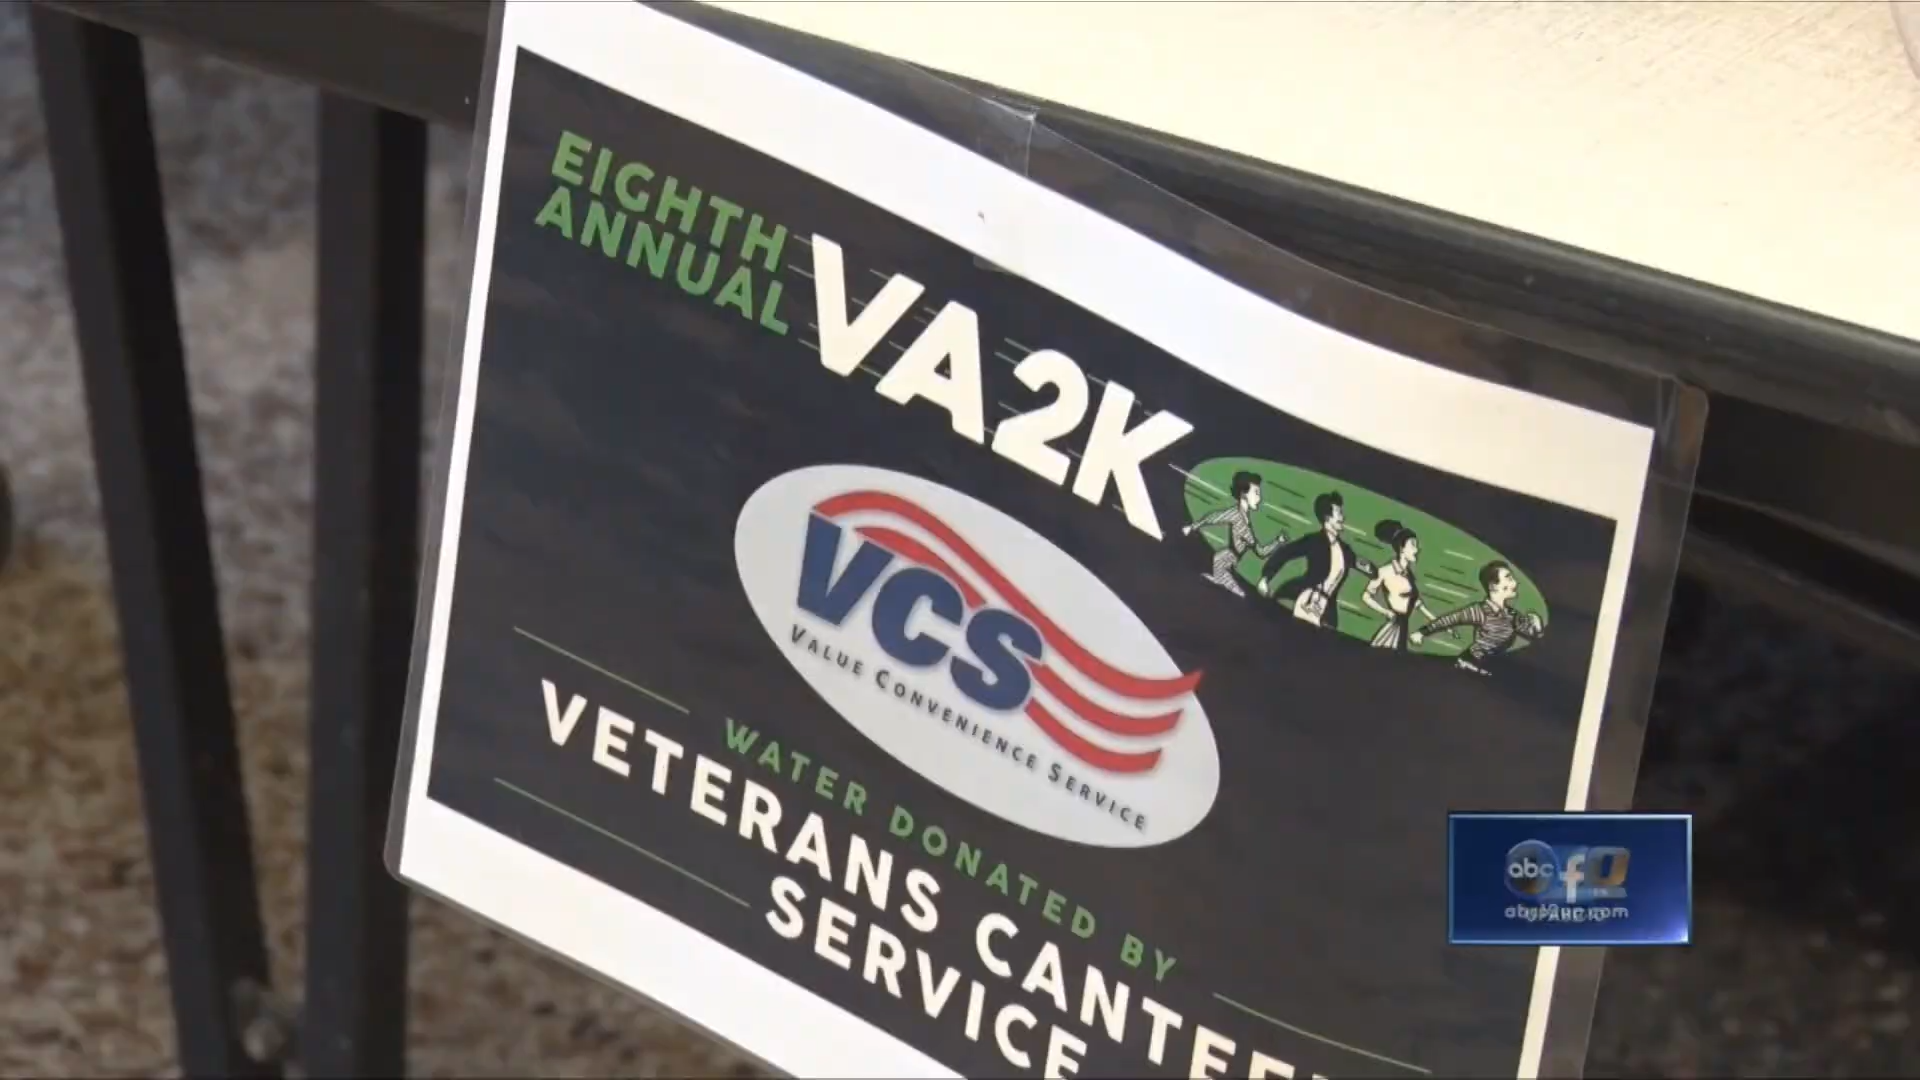 EIGHTH
ANNUAL
VA2K
VCS
VALUE CONVENIENCE SERVICE
WATER DONATED BY
VETERANS CANTEEN
SERVICE
abc